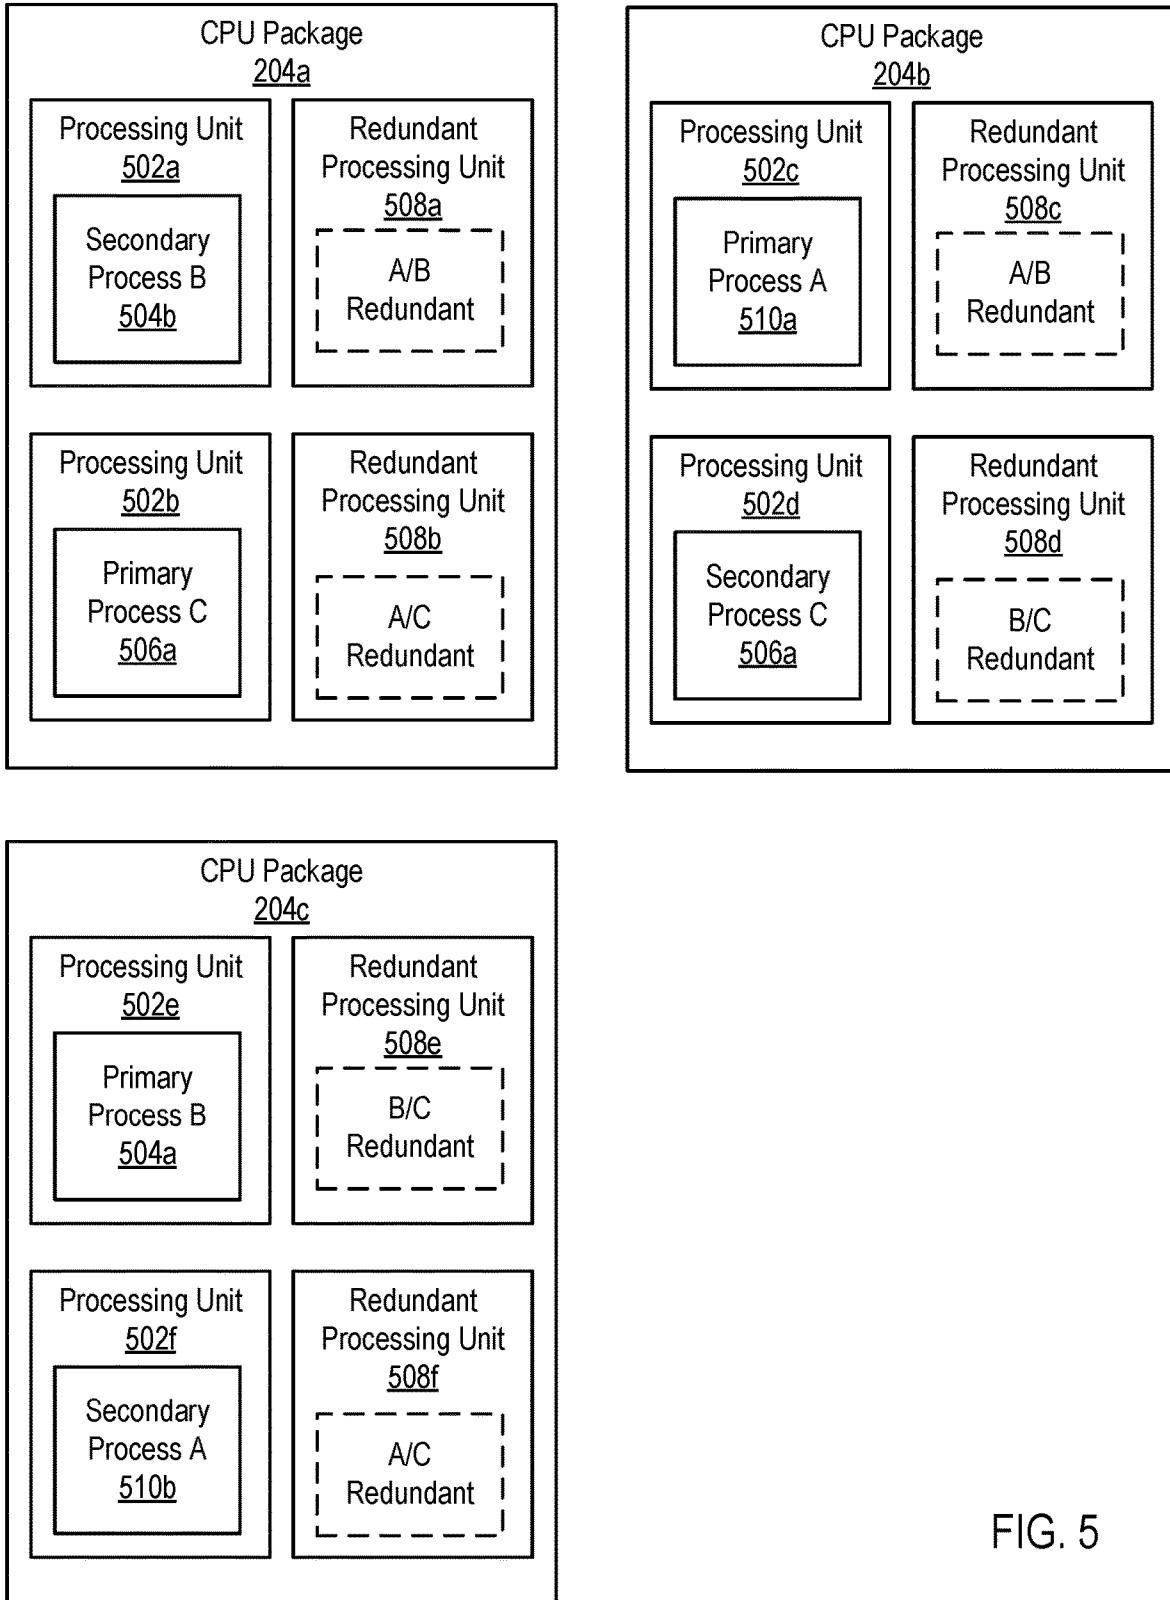 CPU Package
204a
Processing Unit
502a
Secondary
Process B
504b
Redundant
Processing Unit
508a
A/B
Redundant
Processing Unit
502b
Primary
Process C
506a
Redundant
Processing Unit
508b
A/C
Redundant
CPU Package
204b
Processing Unit
502c
Primary
Process A
510a
Redundant
Processing Unit
508c
A/B
Redundant
Processing Unit
502d
Secondary
Process C
506a
Redundant
Processing Unit
508d
B/C
Redundant
CPU Package
204c
Processing Unit
502e
Primary
Process B
504a
Redundant
Processing Unit
508e
B/C
Redundant
Processing Unit
502f
Secondary
Process A
510b
Redundant
Processing Unit
508f
A/C
Redundant
FIG. 5